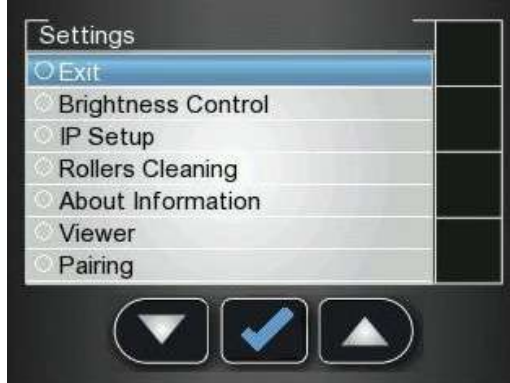 Settings
Exit
Brightness Control
IP Setup
Rollers Cleaning
About Information
Viewer
Pairing